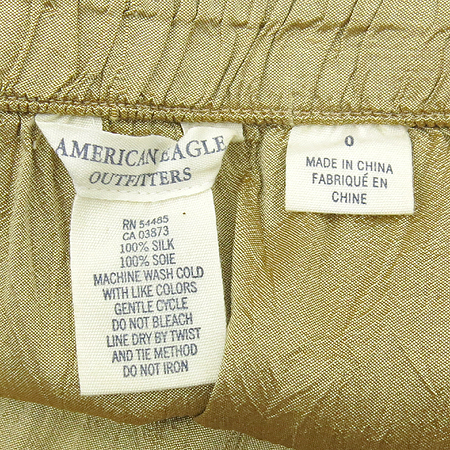 AMERICAN EAGLE
OUTFITTERS
RN 54485
CA 03873
100% SILK
100% SOIE
MACHINE WASH COLD
WITH LIKE COLORS
GENTLE CYCLE
DO NOT BLEACH
LINE DRY BY TWIST
AND TIE METHOD
DO NOT IRON
0
MADE IN CHINA
FABRIQUÉ EN
CHINE